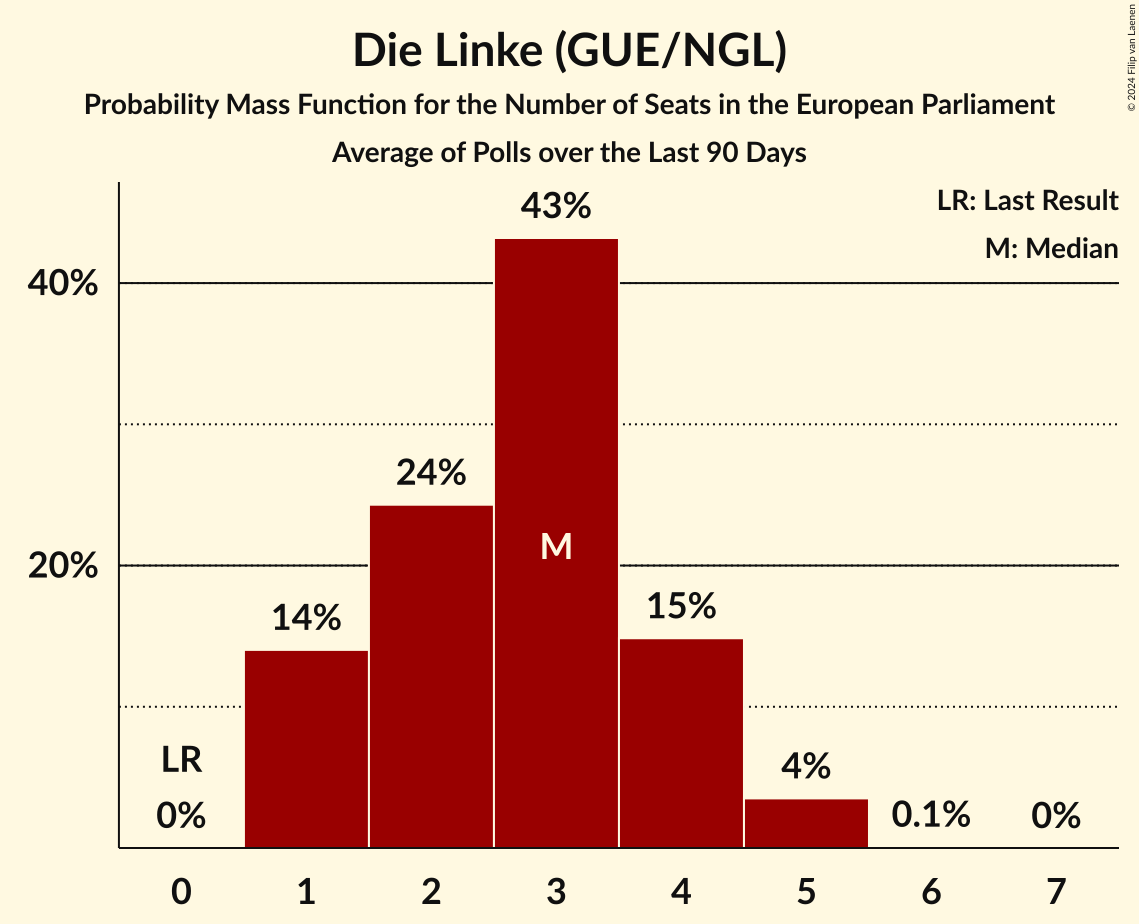 Die Linke (GUE/NGL)
Probability Mass Function for the Number of Seats in the European Parliament
Average of Polls over the Last 90 Days
© 2024 Filip van Laenen
LR: Last Result
M: Median
43%
40%
24%
M
20%
15%
14%
LR
4%
0%
0.1%
0%
0 1 2 3 4 5 6 7